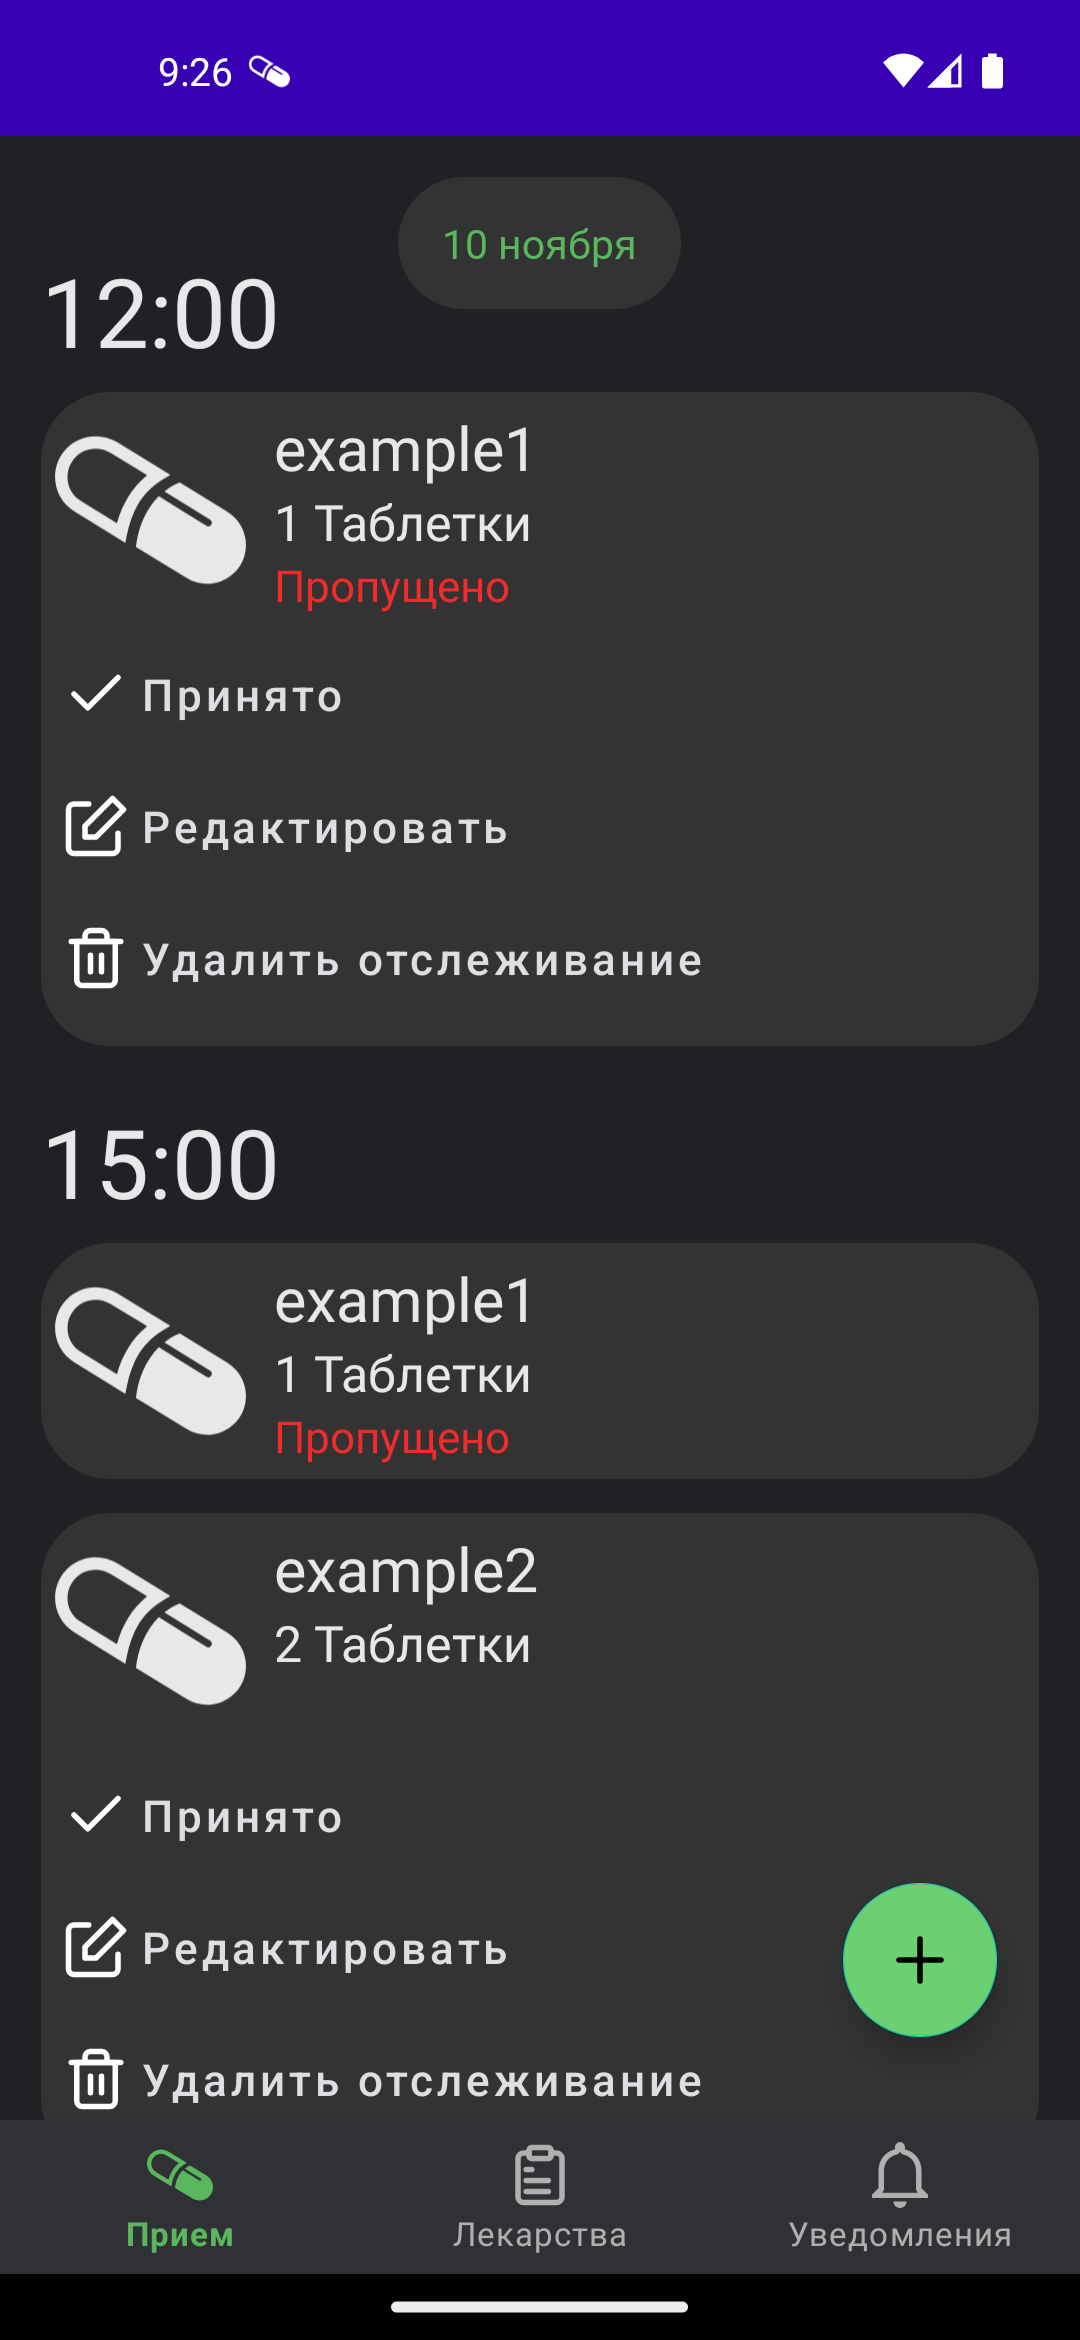 9:26
10 ноября
12:00
example1
1 Таблетки
Пропущено
Принято
Редактировать
Удалить отслеживание
15:00
example1
1 Таблетки
Пропущено
example2
2 Таблетки
Принято
Редактировать
Удалить отслеживание
Прием
Лекарства
Уведомления